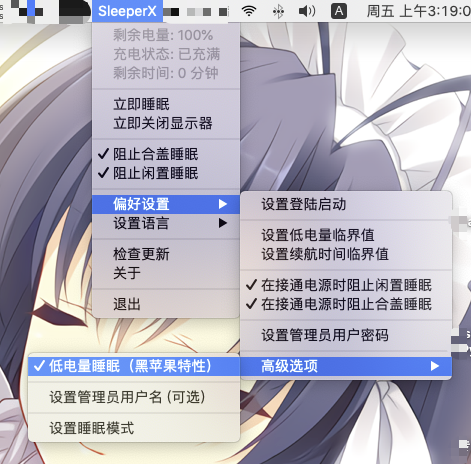 SleeperX
A
周五 上午3:19:0
剩余电量: 100%
充电状态: 已充满
剩余时间: 0 分钟
立即睡眠
立即关闭显示器
阻止合盖睡眠
阻止闲置睡眠
偏好设置
设置语言
检查更新
关于
退出
设置登陆启动
设置低电量临界值
设置续航时间临界值
在接通电源时阻止闲置睡眠
在接通电源时阻止合盖睡眠
设置管理员用户密码
高级选项
低电量睡眠（黑苹果特性）
设置管理员用户名 (可选)
设置睡眠模式